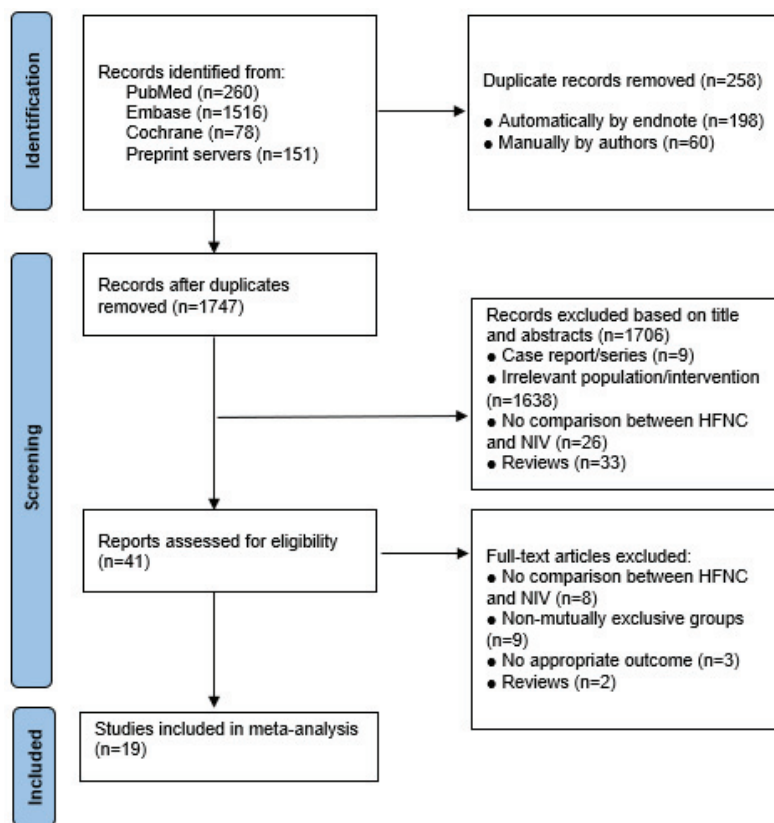 Identification
Records identified from:
PubMed (n=260)
Embase (n=1516)
Cochrane (n=78)
Preprint servers (n=151)
Duplicate records removed (n=258)
● Automatically by endnote (n=198)
● Manually by authors (n=60)
Screening
Records after duplicates
removed (n=1747)
Records excluded based on title
and abstracts (n=1706)
● Case report/series (n=9)
● Irrelevant population/intervention
(n=1638)
● No comparison between HFNC
and NIV (n=26)
● Reviews (n=33)
Reports assessed for eligibility
(n=41)
Full-text articles excluded:
● No comparison between HFNC
and NIV (n=8)
● Non-mutually exclusive groups
(n=9)
● No appropriate outcome (n=3)
● Reviews (n=2)
Included
Studies included in meta-analysis
(n=19)